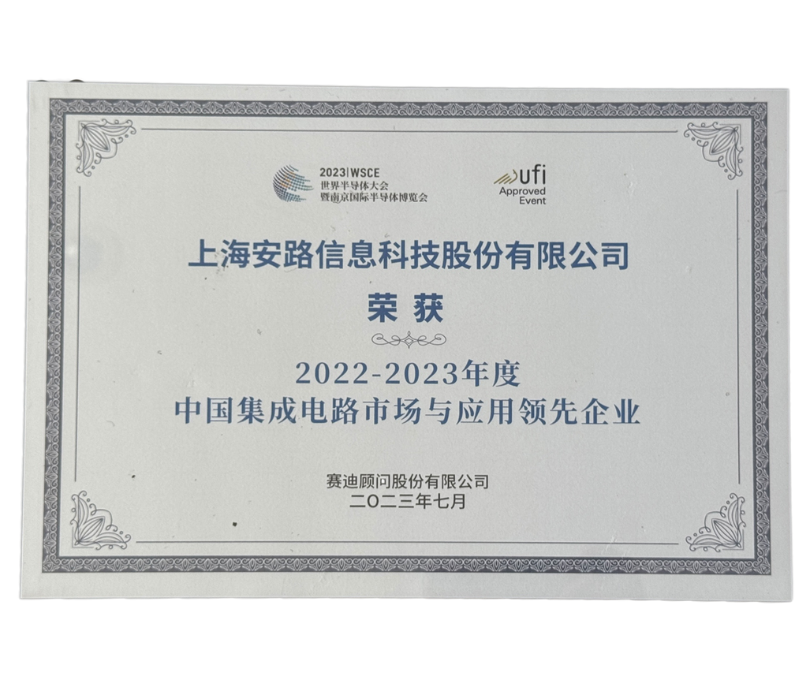 2023|WSCE
世界半导体大会
暨南京国际半导体博览会
ufi
Approved
Event
上海安路信息科技股份有限公司
荣获
2022-2023年度
中国集成电路市场与应用领先企业
赛迪顾问股份有限公司
二〇二三年七月